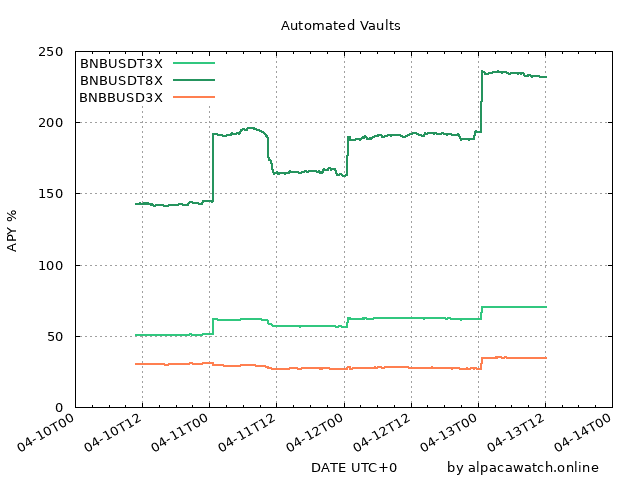 Automated Vaults
BNBUSDT3X
BNBUSDT8X
BNBBUSD3X
APY %
250
200
150
100
50
0
04-10T00
04-10T12
04-11T00
04-11T12
04-12T00
04-12T12
04-13T00
04-13T12
04-14T00
DATE UTC+0
by alpacawatch.online